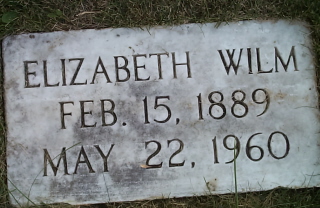 ELIZABETH WILM
FEB. 15, 1889
MAY 22, 1960